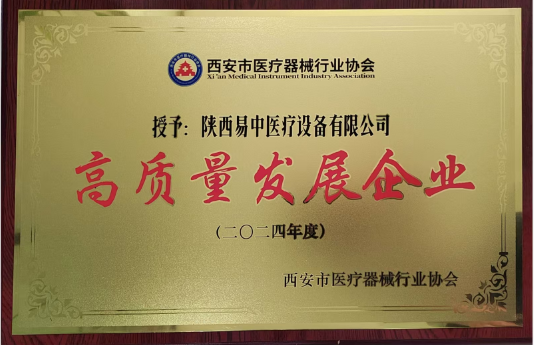 西安市医疗器械行业协会
Xi'an Medical Instrument Industry Association
授予：陕西易中医疗设备有限公司
高质量发展企业
（二〇二四年度）
西安市医疗器械行业协会